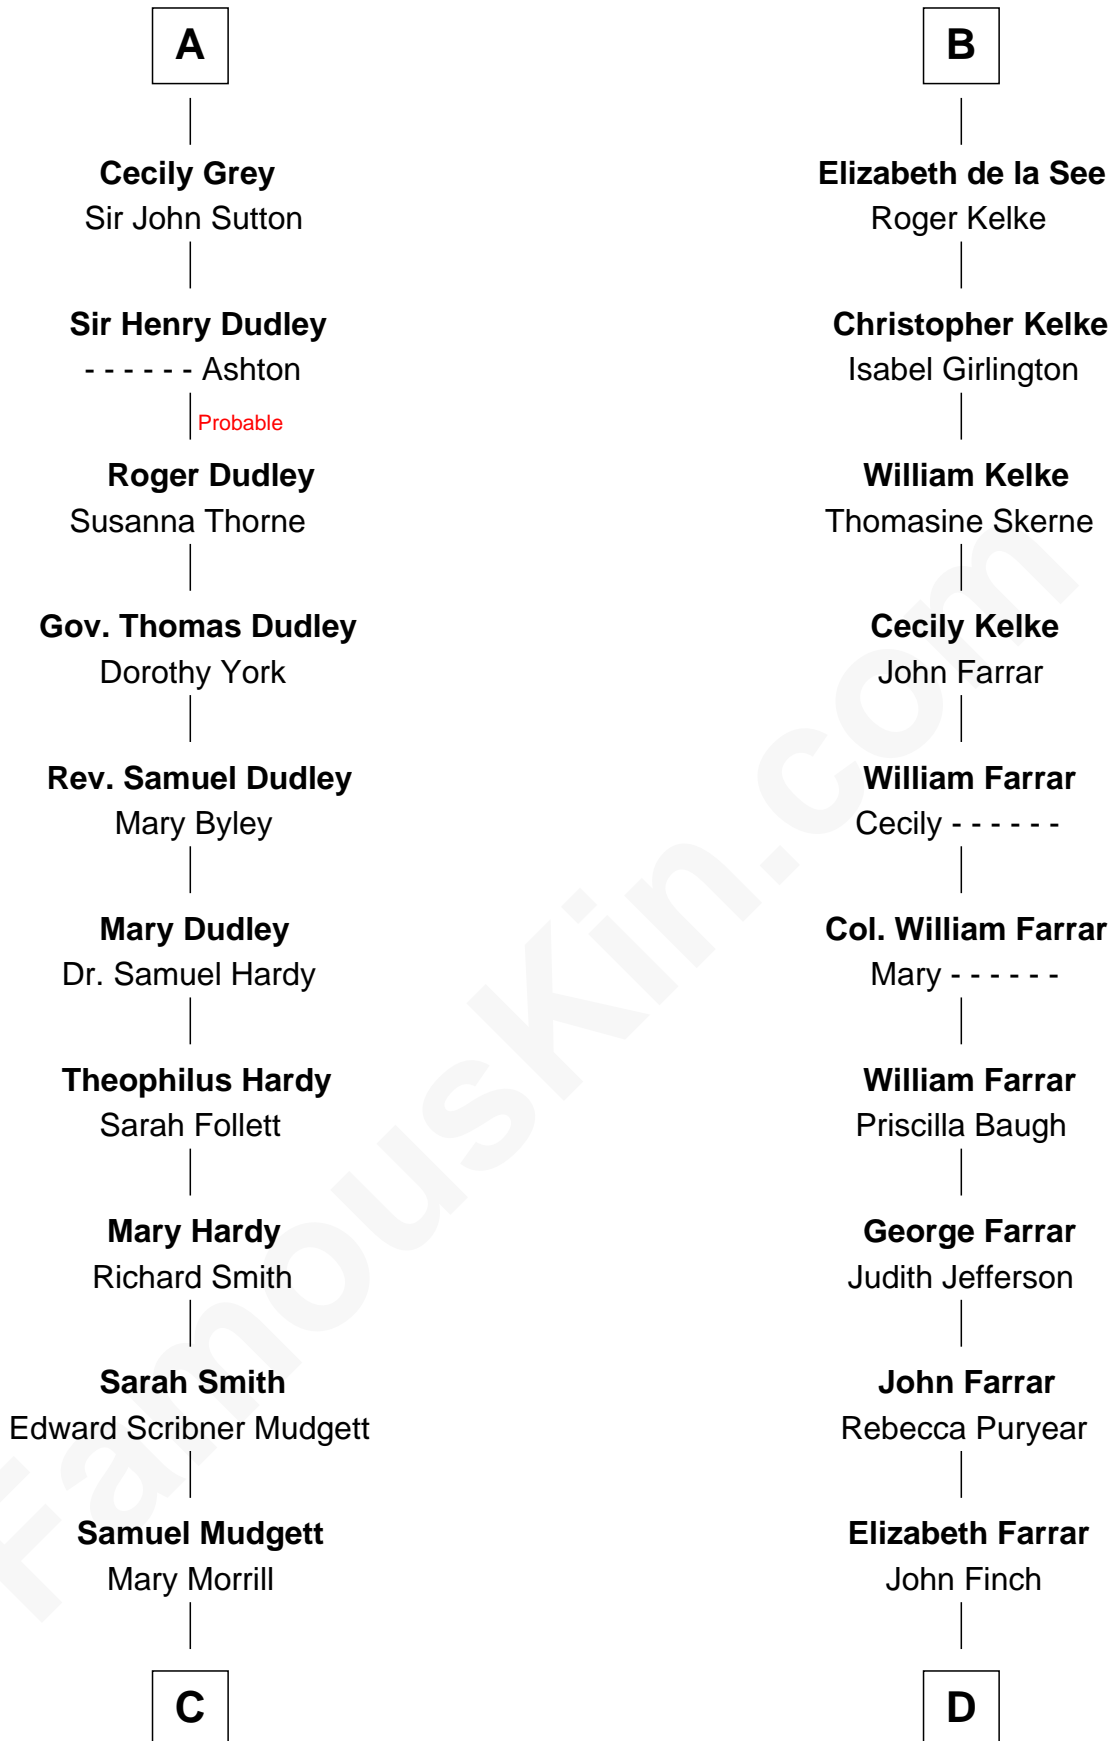 A
Cecily Grey
Sir John Sutton
Sir Henry Dudley
- - - - - - Ashton
Probable
Roger Dudley
Susanna Thorne
Gov. Thomas Dudley
Dorothy York
Rev. Samuel Dudley
Mary Byley
Mary Dudley
Dr. Samuel Hardy
Theophilus Hardy
Sarah Follett
Mary Hardy
Richard Smith
Sarah Smith
Edward Scribner Mudgett
Samuel Mudgett
Mary Morrill
C
B
Elizabeth de la See
Roger Kelke
Christopher Kelke
Isabel Girlington
William Kelke
Thomasine Skerne
Cecily Kelke
John Farrar
William Farrar
Cecily - - - - - -
Col. William Farrar
Mary - - - - - -
William Farrar
Priscilla Baugh
George Farrar
Judith Jefferson
John Farrar
Rebecca Puryear
Elizabeth Farrar
John Finch
D
FamousKin.com